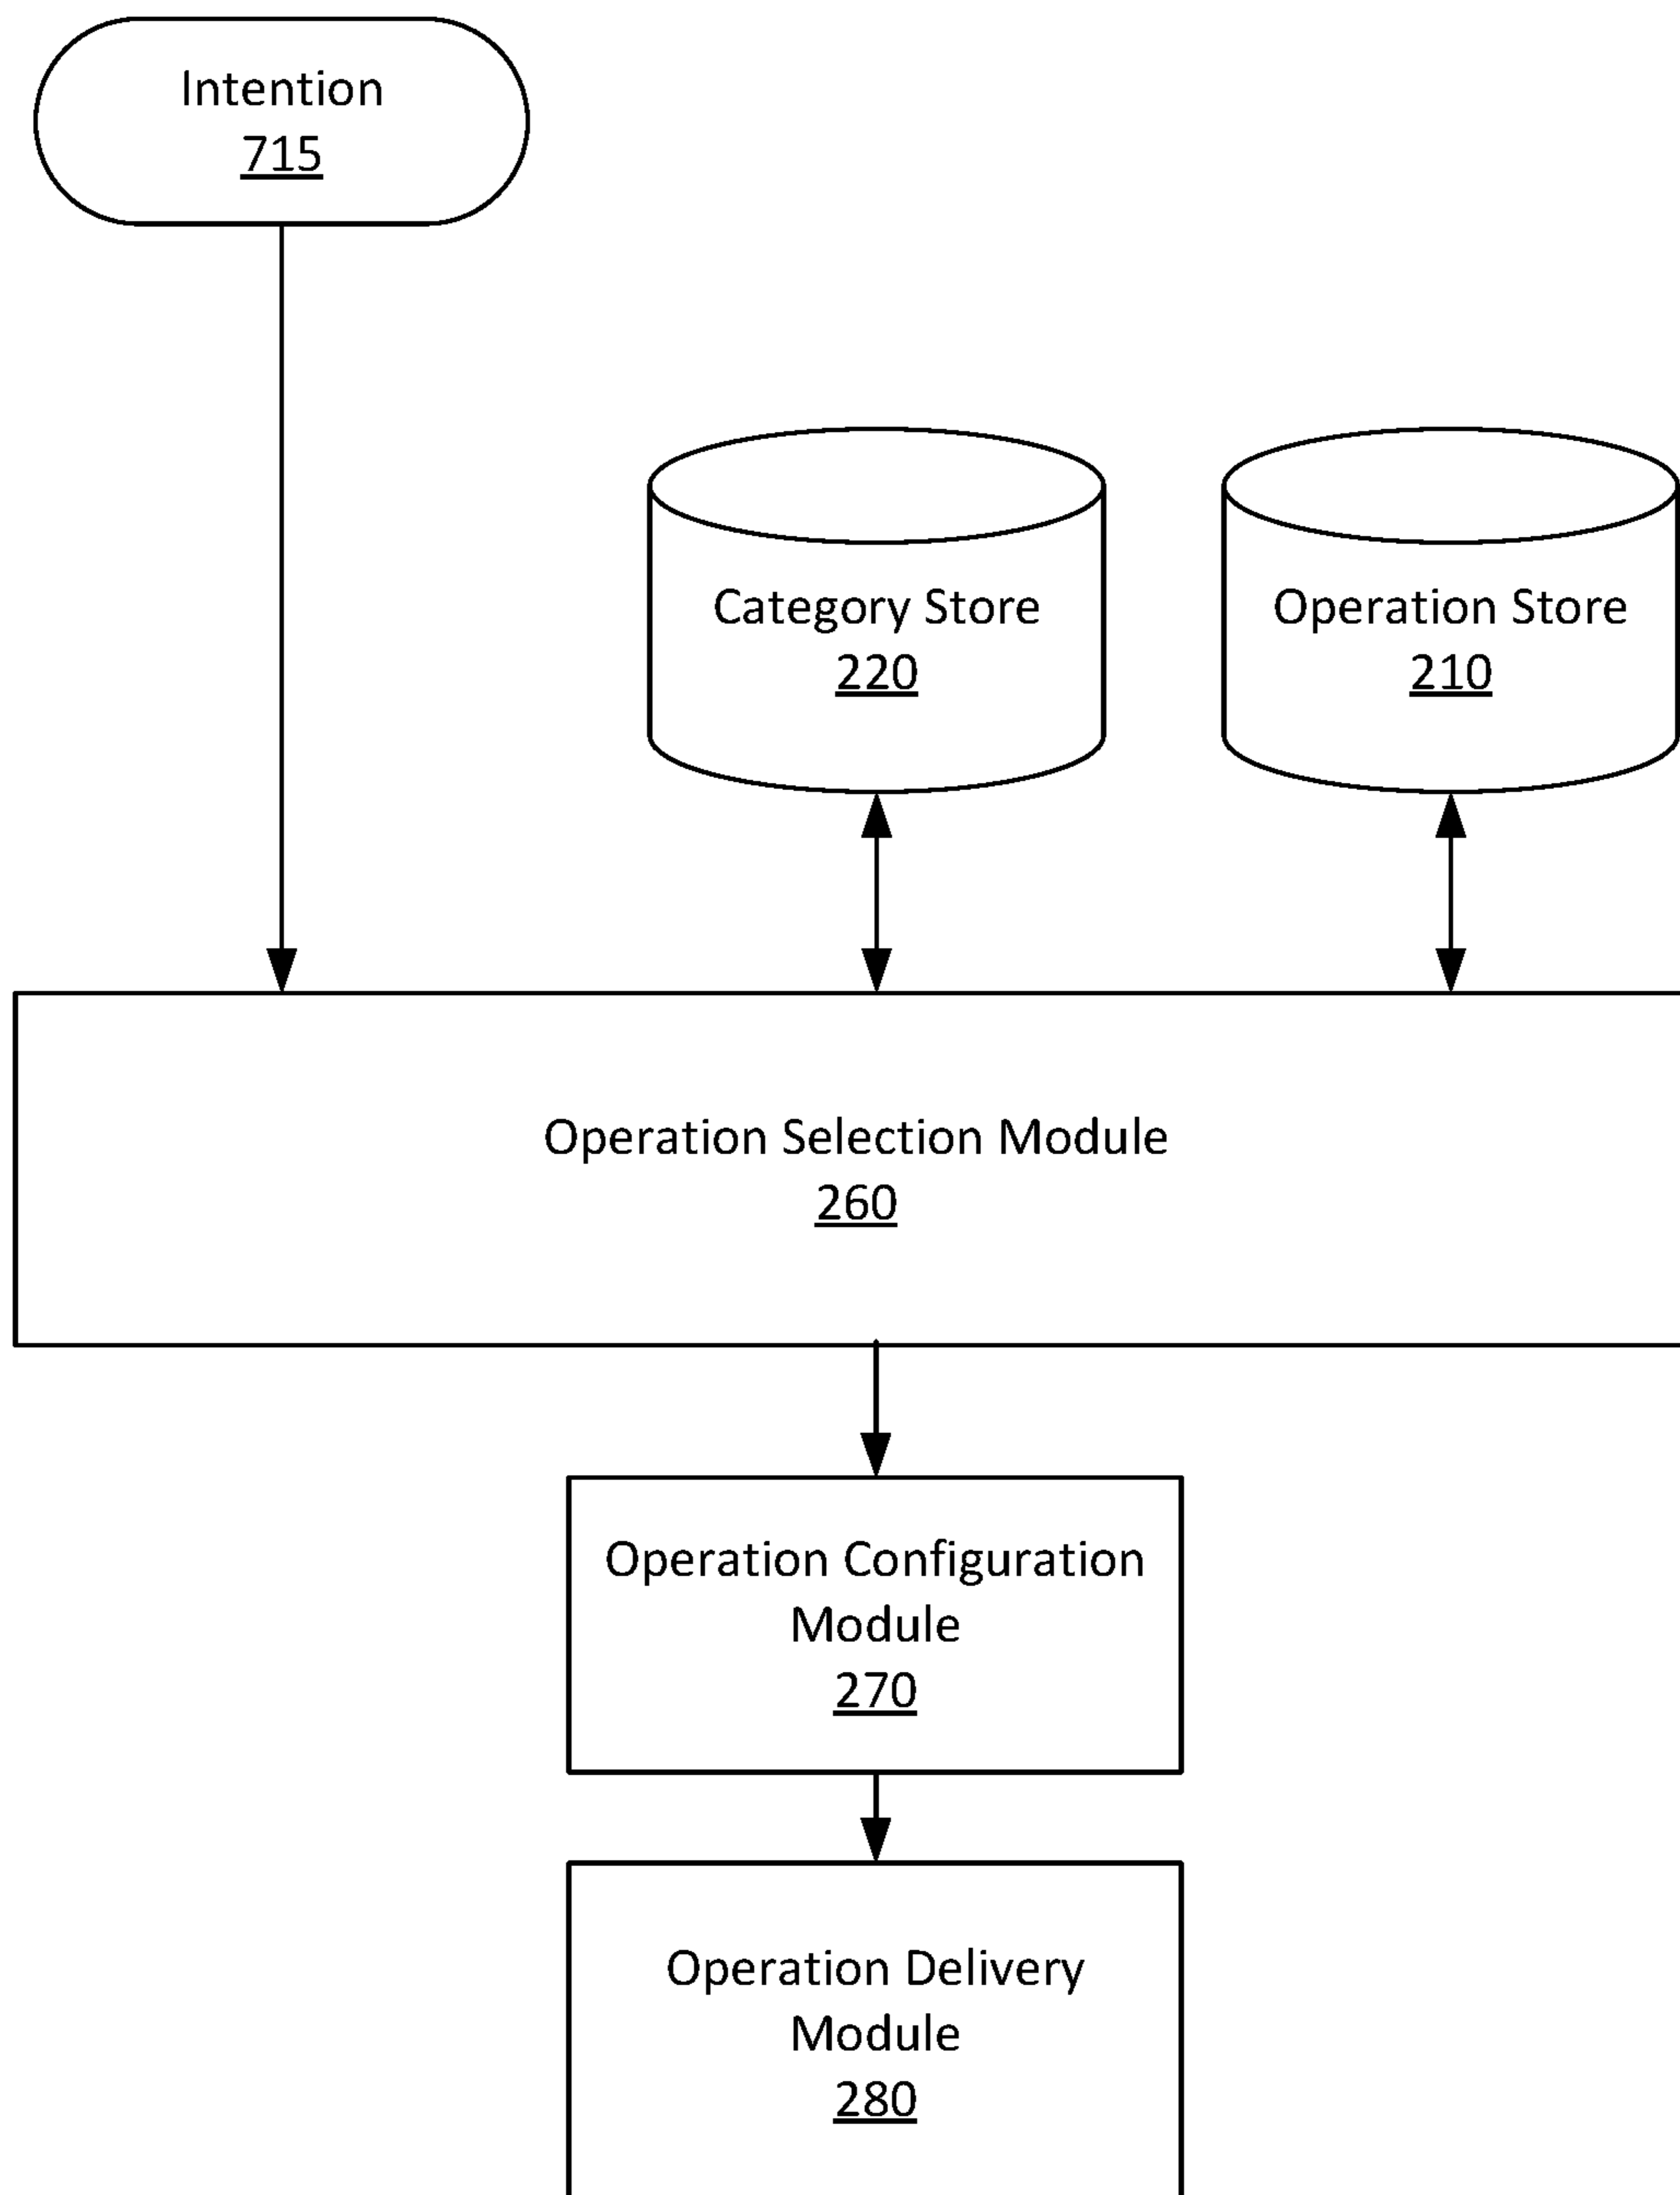 Intention
715
Category Store
220
Operation Store
210
Operation Selection Module
260
Operation Configuration
Module
270
Operation Delivery
Module
280